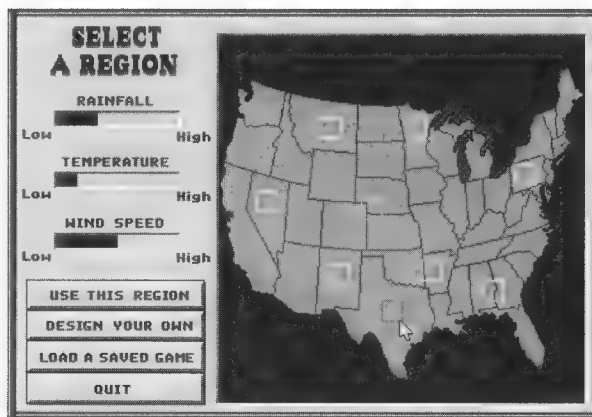 SELECT
A REGION
RAINFALL
Low High
TEMPERATURE
Low High
WIND SPEED
Low High
USE THIS REGION
DESIGN YOUR OWN
LOAD A SAVED GAME
QUIT